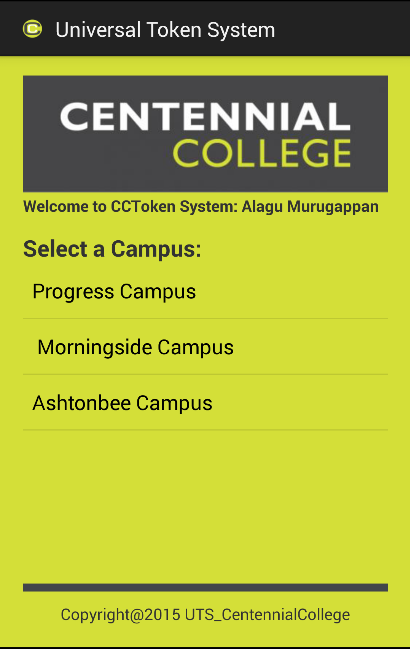 Universal Token System
CENTENNIAL
COLLEGE
Welcome to CCToken System: Alagu Murugappan
Select a Campus:
Progress Campus
Morningside Campus
Ashtonbee Campus
Copyright@2015 UTS_CentennialCollege